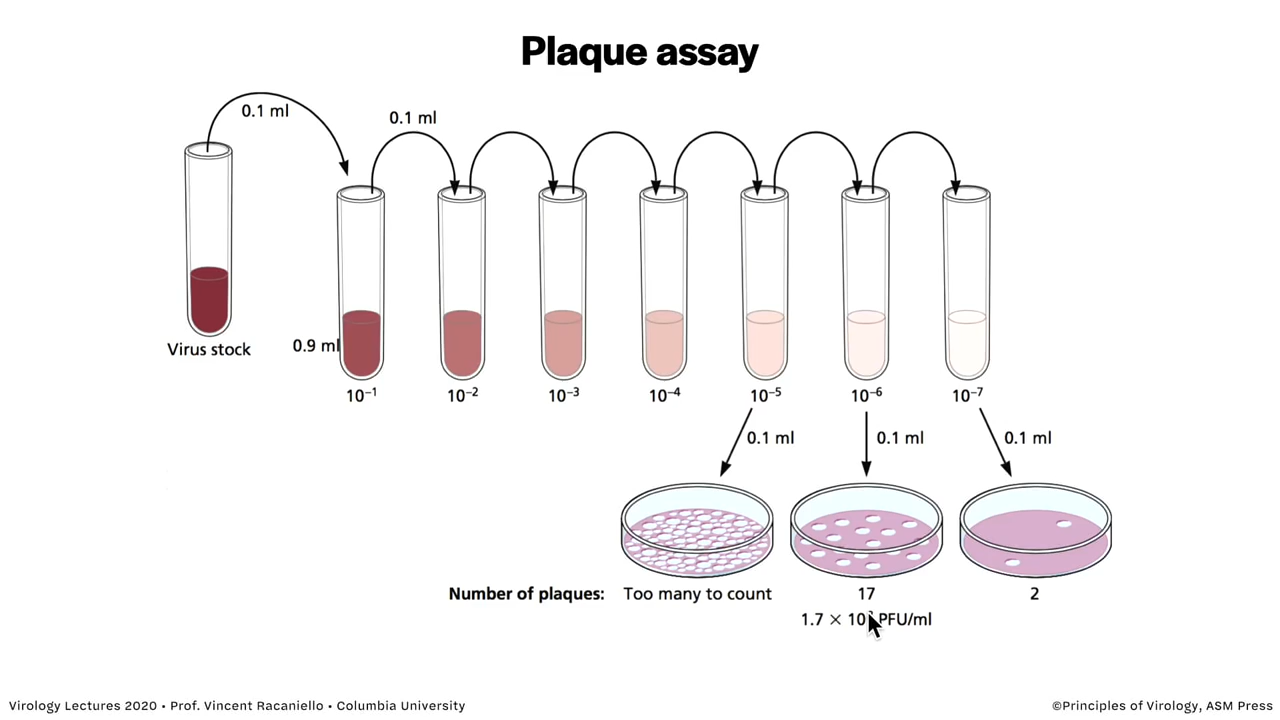 Plaque assay
0.1 ml
0.1 ml
Virus stock
0.9 ml
10⁻¹
10⁻²
10⁻³
10⁻⁴
10⁻⁵
10⁻⁶
10⁻⁷
0.1 ml
0.1 ml
0.1 ml
Number of plaques: Too many to count 17 2
1.7 × PFU/ml
Virology Lectures 2020 • Prof. Vincent Racaniello • Columbia University
©Principles of Virology, ASM Press